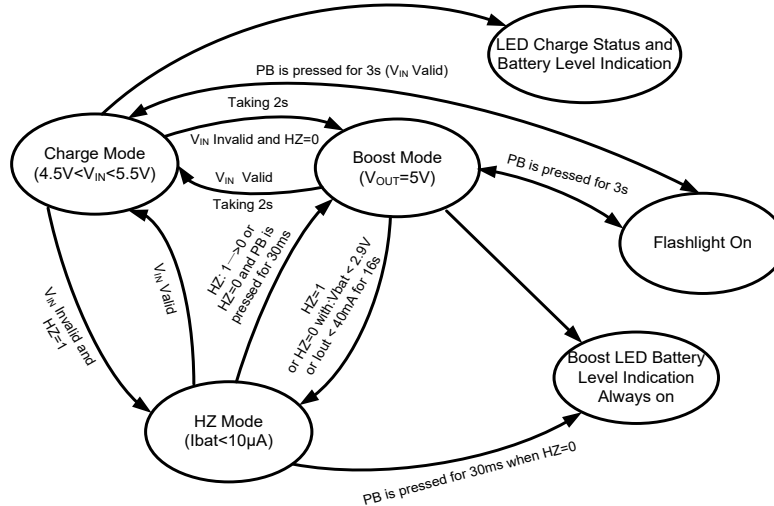 LED Charge Status and
Battery Level Indication
PB is pressed for 3s (VIN Valid)
Taking 2s
VIN Invalid and HZ=0
Charge Mode
(4.5V<VIN<5.5V)
Boost Mode
(VOUT=5V)
VIN Valid
Taking 2s
PB is pressed for 3s
Flashlight On
HZ: 1—>0 or
HZ=0 and PB is
pressed for 30ms
HZ=1
or HZ=0 with:Vbat < 2.9V
or Iout < 40mA for 16s
VIN Valid
VIN Invalid and
HZ=1
Boost LED Battery
Level Indication
Always on
HZ Mode
(Ibat<10µA)
PB is pressed for 30ms when HZ=0